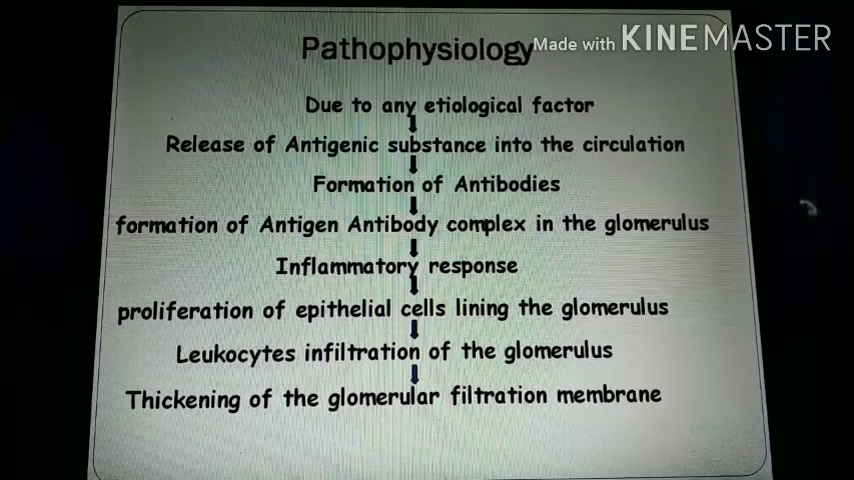 Pathophysiology
Made with KINEMASTER
Due to any etiological factor
Release of Antigenic substance into the circulation
Formation of Antibodies
formation of Antigen Antibody complex in the glomerulus
Inflammatory response
proliferation of epithelial cells lining the glomerulus
Leukocytes infiltration of the glomerulus
Thickening of the glomerular filtration membrane